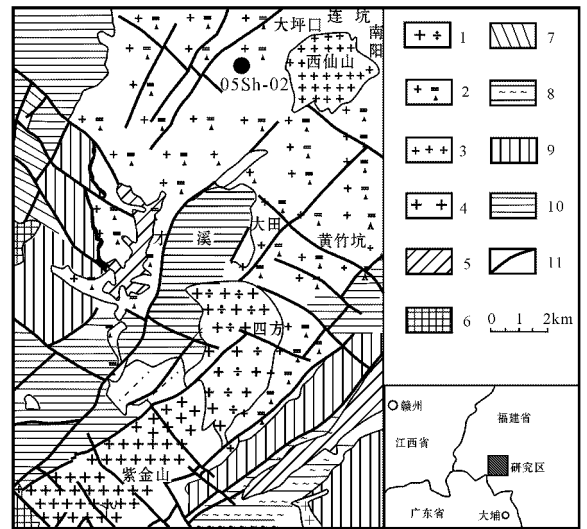 大坪口
连坑
南阳
西仙山
05Sh-02
才溪
大田
黄竹坑
四方
紫金山
1
2
3
4
5
6
7
8
9
10
11
0 1 2km
赣州
福建省
江西省
研究区
广东省
大埔